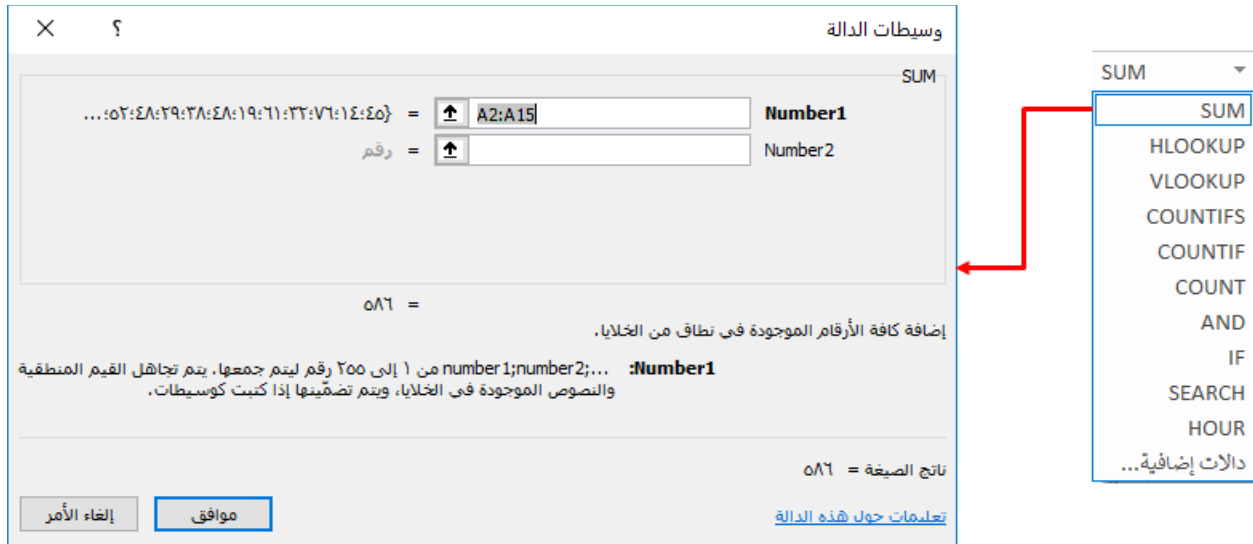 وسيطات الدالة
؟
SUM
Number1 A2:A15 = {٤٥؛١٤؛٧٦؛٣٢؛٦١؛١٩؛٤٨؛٣٨؛٢٩؛٤٨؛٥٢؛...
Number2 = رقم
= ٥٨٦
إضافة كافة الأرقام الموجودة في نطاق من الخلايا.
Number1: number1;number2;... من ١ إلى ٢٥٥ رقم ليتم جمعها. يتم تجاهل القيم المنطقية
والنصوص الموجودة في الخلايا، ويتم تضمّينها إذا كتبت كوسيطات.
ناتج الصيغة = ٥٨٦
تعليمات حول هذه الدالة
موافق
إلغاء الأمر
SUM
SUM
HLOOKUP
VLOOKUP
COUNTIFS
COUNTIF
COUNT
AND
IF
SEARCH
HOUR
دالات إضافية...